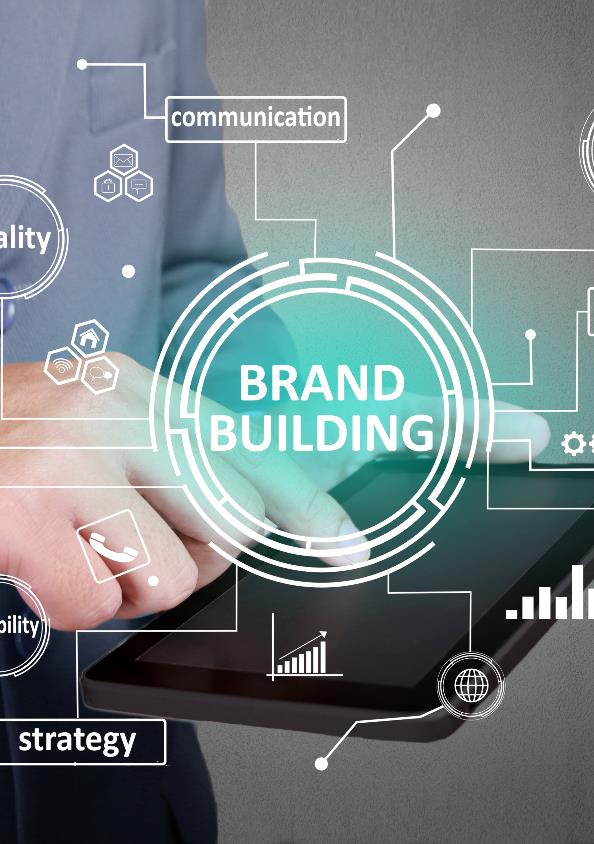 communication
ality
BRAND
BUILDING
bility
strategy